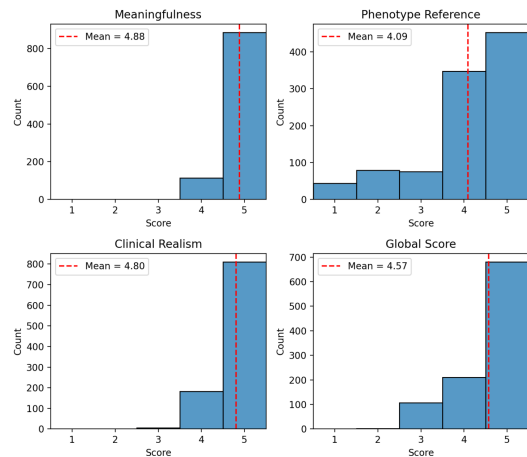 Meaningfulness
Mean = 4.88
800
600
400
200
0
Count
1 2 3 4 5
Score
Phenotype Reference
Mean = 4.09
400
300
200
100
0
Count
1 2 3 4 5
Score
Clinical Realism
Mean = 4.80
800
700
600
500
400
300
200
100
0
Count
1 2 3 4 5
Score
Global Score
Mean = 4.57
700
600
500
400
300
200
100
0
Count
1 2 3 4 5
Score